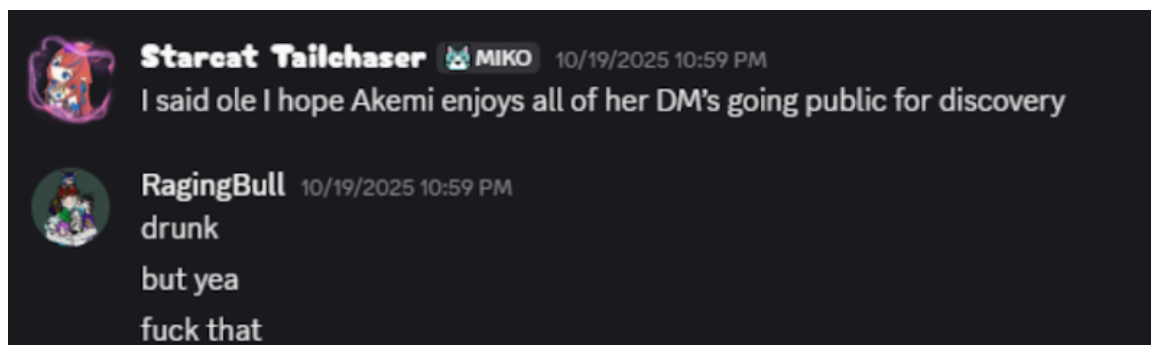 Starcat Tailchaser MIKO 10/19/2025 10:59 PM
I said ole I hope Akemi enjoys all of her DM's going public for discovery
RagingBull 10/19/2025 10:59 PM
drunk
but yea
fuck that